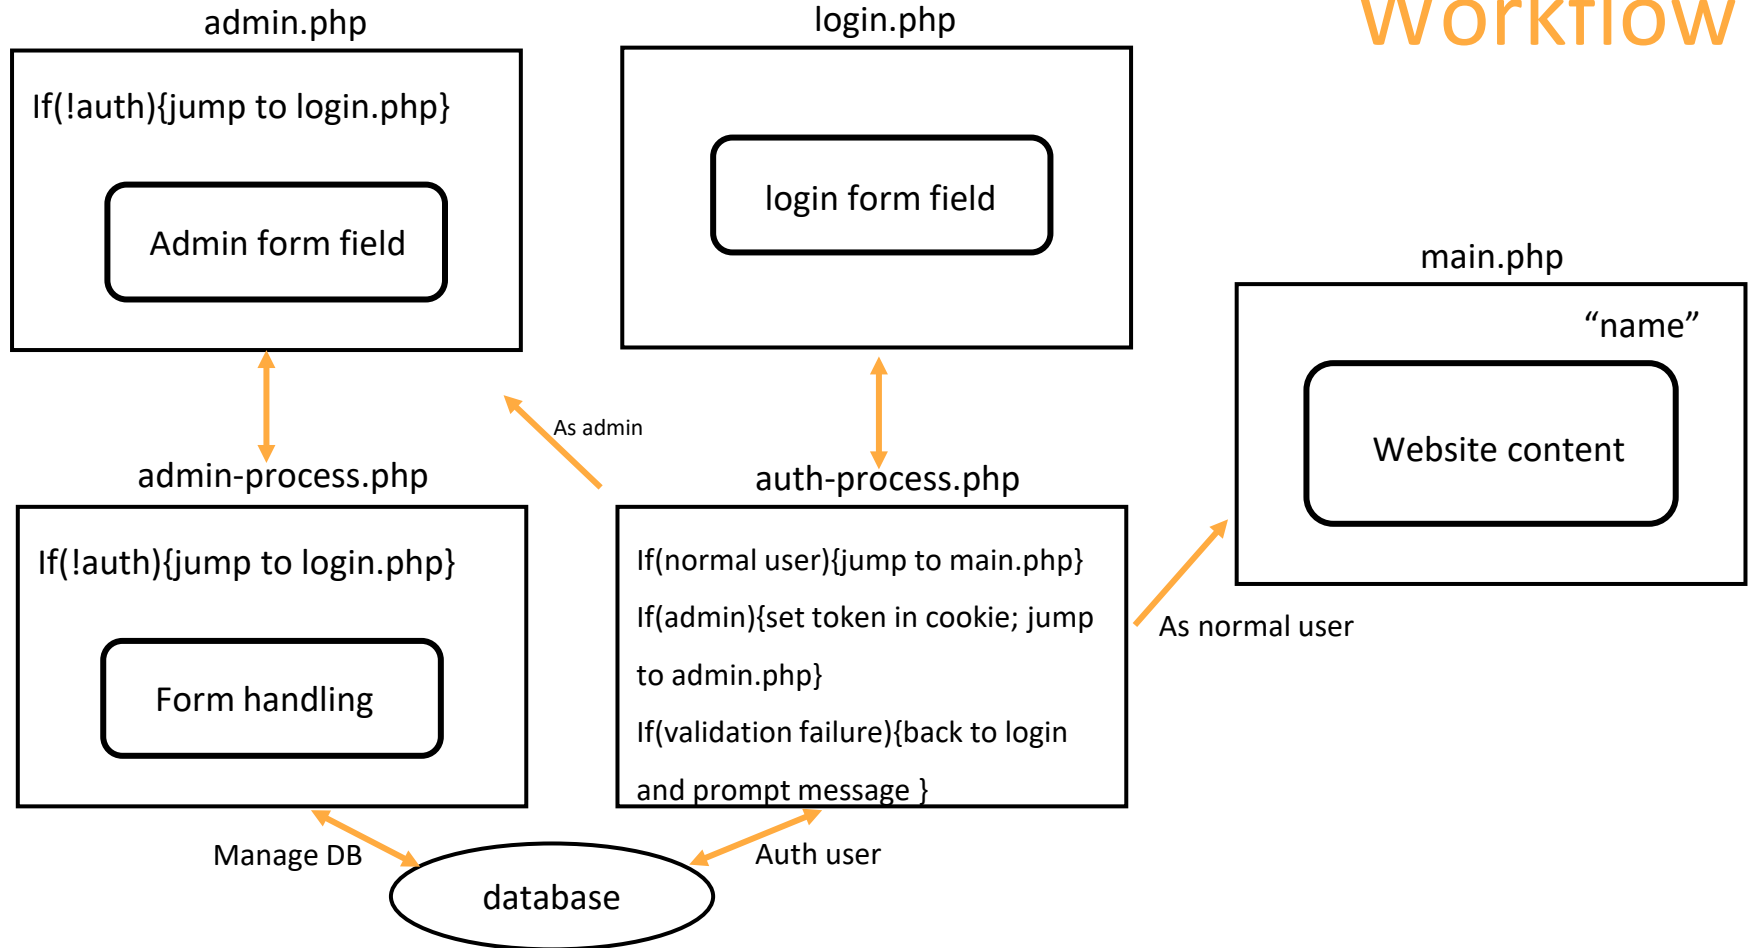 Workflow
admin.php
If(!auth){jump to login.php}
Admin form field
login.php
login form field
main.php
“name”
Website content
As admin
admin-process.php
If(!auth){jump to login.php}
Form handling
auth-process.php
If(normal user){jump to main.php}
If(admin){set token in cookie; jump
to admin.php}
If(validation failure){back to login
and prompt message }
As normal user
Manage DB
Auth user
database